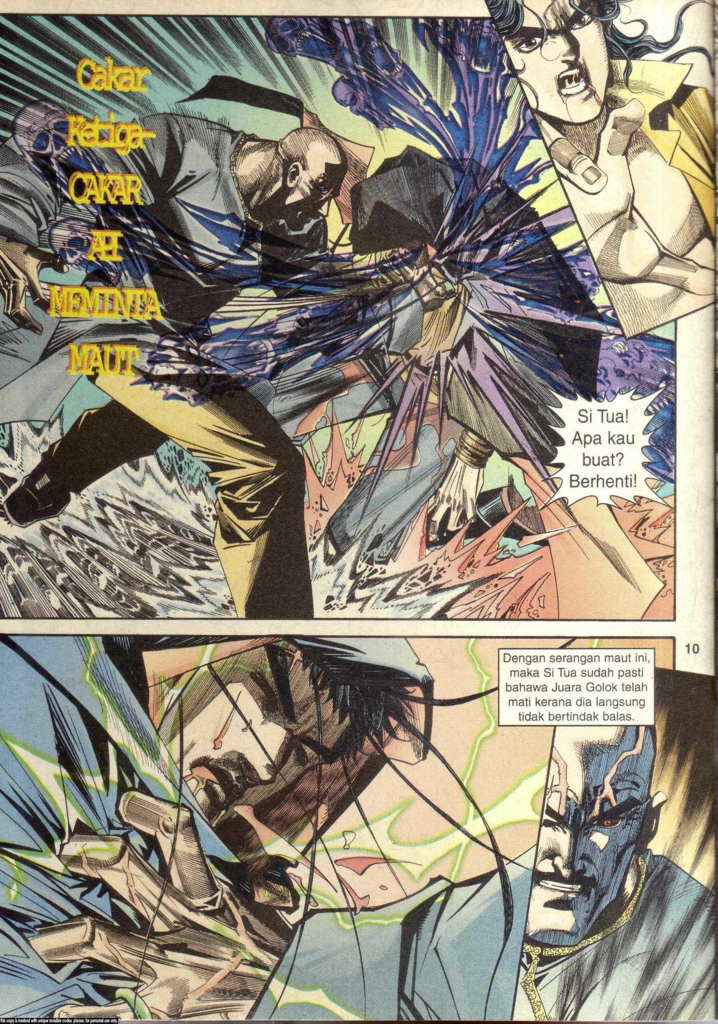 Cakar
Ketiga-
CAKAR
API
MEMINTA
MAUT
Si Tua!
Apa kau
buat?
Berhenti!
10
Dengan serangan maut ini,
maka Si Tua sudah pasti
bahawa Juara Golok telah
mati kerana dia langsung
tidak bertindak balas.